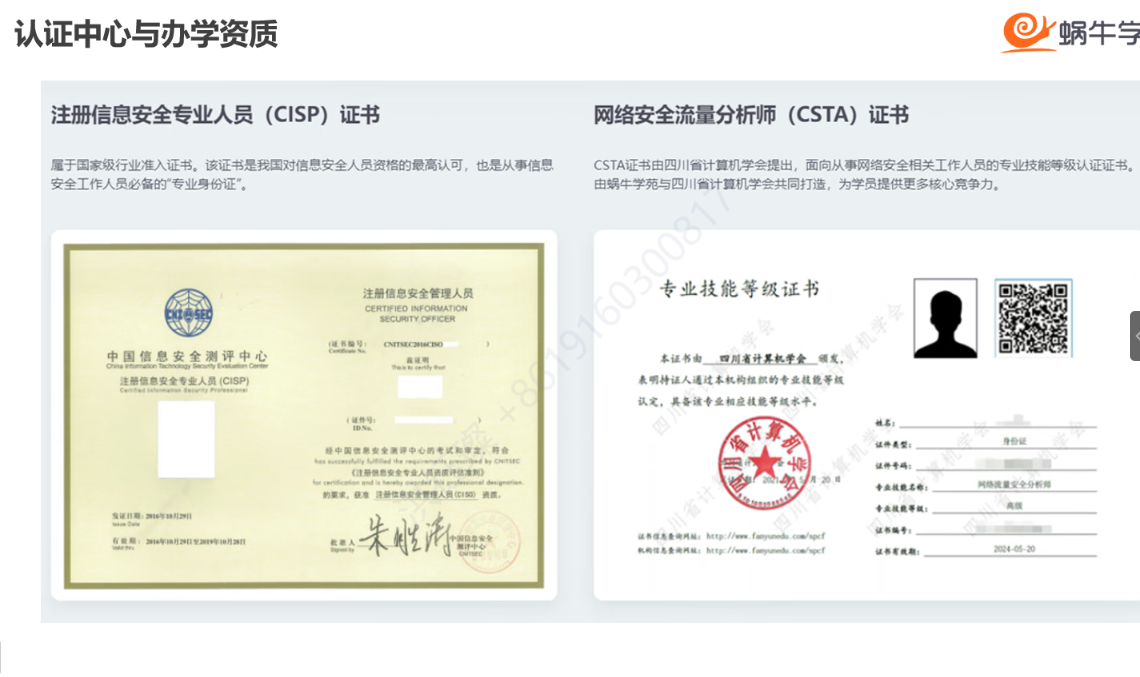 认证中心与办学资质
蜗牛学
注册信息安全专业人员（CISP）证书
属于国家级行业准入证书。该证书是我国对信息安全人员资格的最高认可，也是从事信息
安全工作人员必备的“专业身份证”。
CNITSEC
中国信息安全测评中心
China Information Technology Security Evaluation Center
注册信息安全专业人员 (CISP)
Certified Information Security Professional
发证日期：2016年10月29日
Issue Date
有效期：2016年10月29日至2019年10月28日
Valid thru
注册信息安全管理人员
CERTIFIED INFORMATION
SECURITY OFFICER
（证书编号： CNITSEC2016CISO ）
Certificate No.
兹证明
This is to certify that
（证件号： ）
ID No.
经中国信息安全测评中心的考试和审定，符合
has successfully fulfilled the requirements prescribed by CNITSEC
《注册信息安全专业人员资质评估准则》
for certification and is hereby awarded this professional designation.
的要求，获准 注册信息安全管理人员(CISO) 资质。
批准人
Signed by
朱胜涛
中国信息安全
测评中心
CNITSEC
网络安全流量分析师（CSTA）证书
CSTA证书由四川省计算机学会提出，面向从事网络安全相关工作人员的专业技能等级认证证书。
由蜗牛学苑与四川省计算机学会共同打造，为学员提供更多核心竞争力。
专业技能等级证书
本证书由 四川省计算机学会 颁发，
表明持证人通过本机构组织的专业技能等级
认定，具备该专业相应技能等级水平。
四川省计算机学会
证书信息查询网址：http://www.fanyunedu.com/spcf
机构信息查询网址：http://www.fanyunedu.com/spcf
姓名：
证件类型： 身份证
证件号码：
专业技能名称： 网络流量安全分析师
专业技能等级： 高级
证书编号：
证书有效期： 2024-05-20
四川省计算机学会
+8619160300817